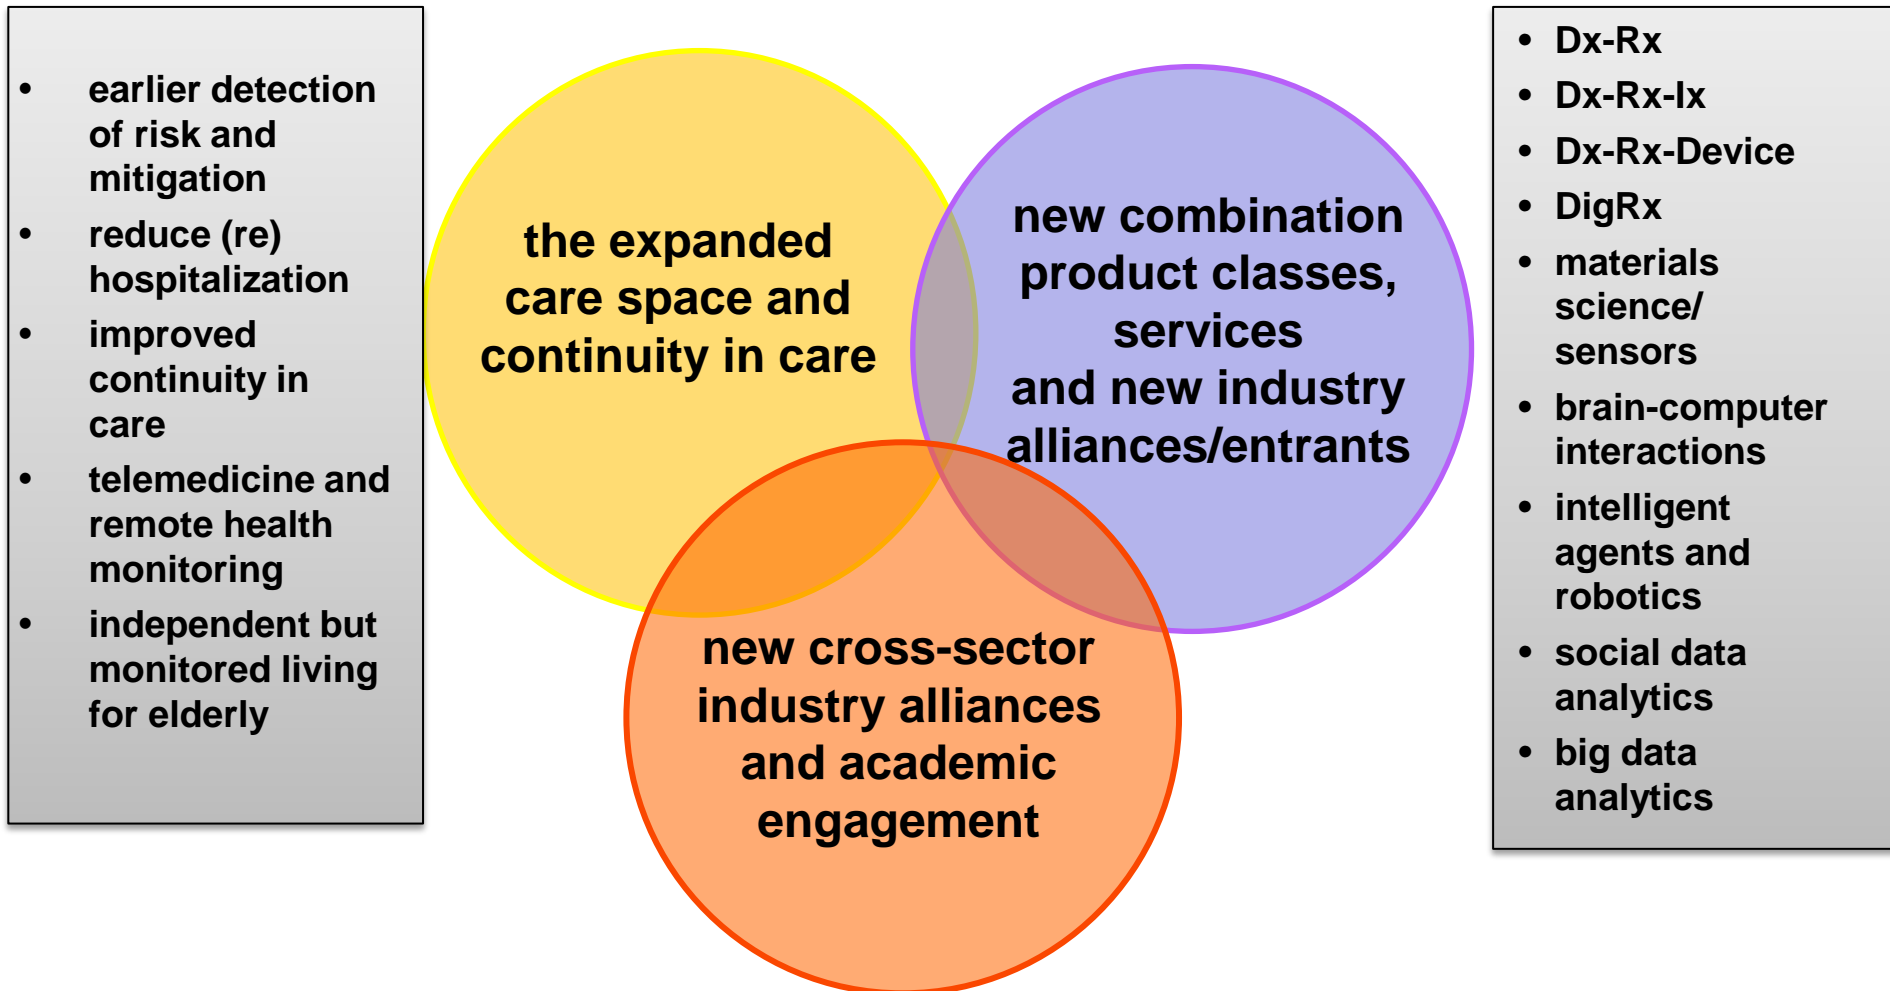 • earlier detection
of risk and
mitigation
• reduce (re)
hospitalization
• improved
continuity in
care
• telemedicine and
remote health
monitoring
• independent but
monitored living
for elderly
the expanded
care space and
continuity in care
new combination
product classes,
services
and new industry
alliances/entrants
new cross-sector
industry alliances
and academic
engagement
• Dx-Rx
• Dx-Rx-Ix
• Dx-Rx-Device
• DigRx
• materials
science/
sensors
• brain-computer
interactions
• intelligent
agents and
robotics
• social data
analytics
• big data
analytics